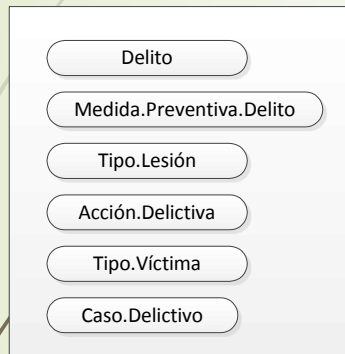 Delito
Medida.Preventiva.Delito
Tipo.Lesión
Acción.Delictiva
Tipo.Víctima
Caso.Delictivo